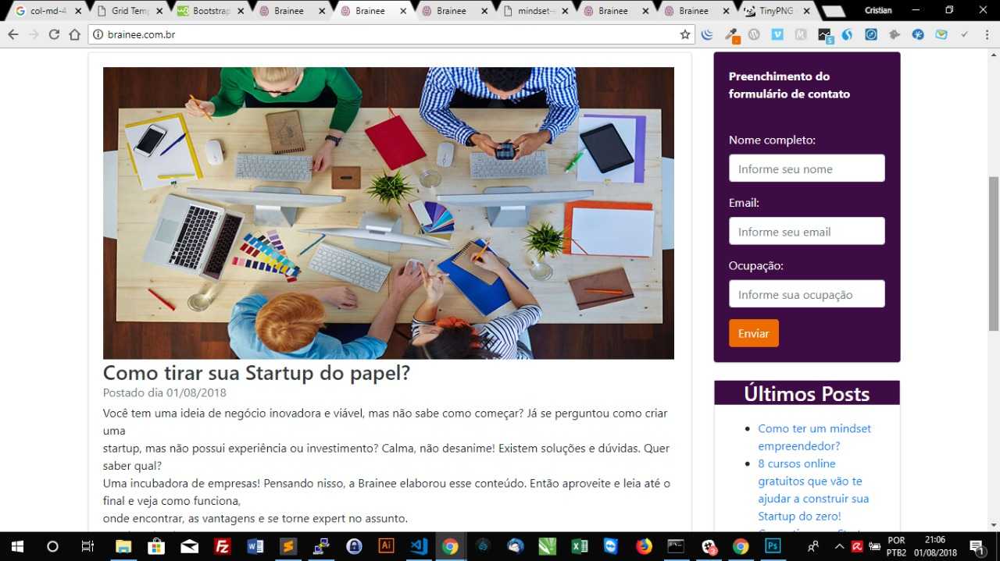 col-md-4
Grid Temp
Bootstrap
Brainee
Brainee
Brainee
mindset-e
Brainee
Brainee
TinyPNG
Cristian
brainee.com.br
Preenchimento do
formulário de contato
Nome completo:
Informe seu nome
Email:
Informe seu email
Ocupação:
Informe sua ocupação
Enviar
Como tirar sua Startup do papel?
Postado dia 01/08/2018
Você tem uma ideia de negócio inovadora e viável, mas não sabe como começar? Já se perguntou como criar
uma
startup, mas não possui experiência ou investimento? Calma, não desanime! Existem soluções e dúvidas. Quer
saber qual?
Uma incubadora de empresas! Pensando nisso, a Brainee elaborou esse conteúdo. Então aproveite e leia até o
final e veja como funciona,
onde encontrar, as vantagens e se torne expert no assunto.
Últimos Posts
Como ter um mindset
empreendedor?
8 cursos online
gratuitos que vão te
ajudar a construir sua
Startup do zero!
POR
PTB2
21:06
01/08/2018